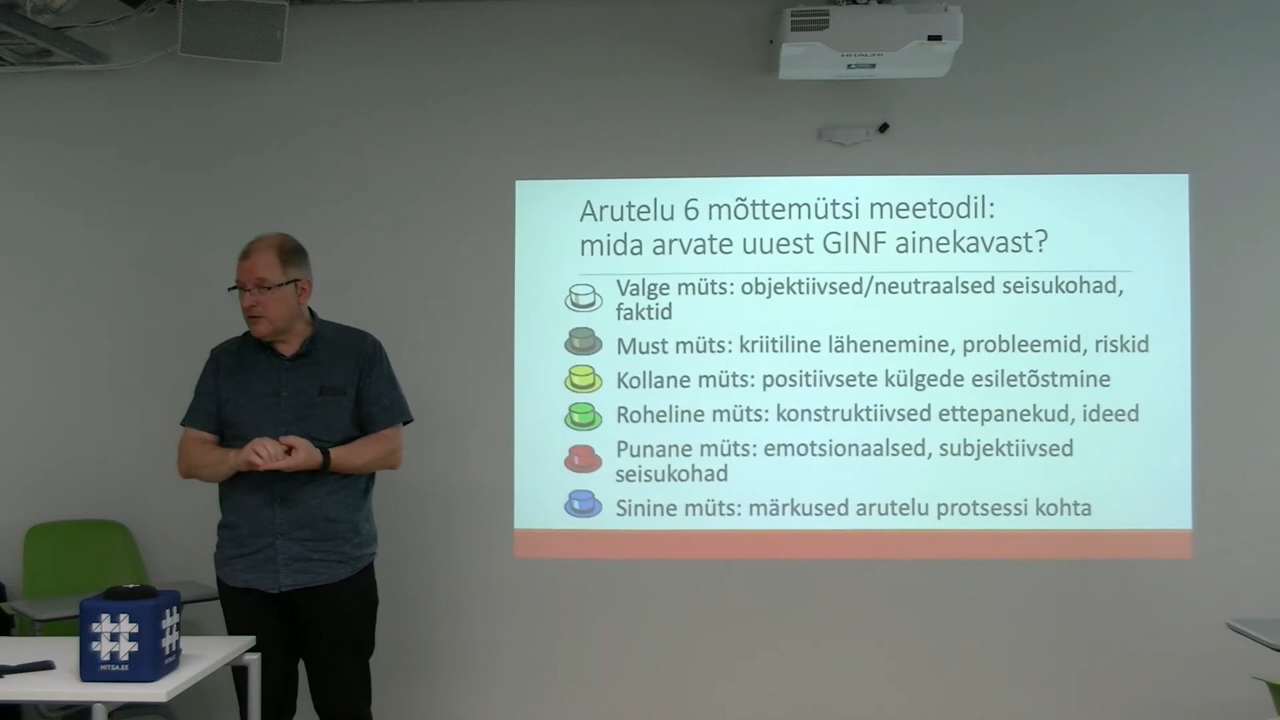 HITACHI
Arutelu 6 mõttemütsi meetodil:
mida arvate uuest GINF ainekavast?
Valge müts: objektiivsed/neutraalsed seisukohad,
faktid
Must müts: kriitiline lähenemine, probleemid, riskid
Kollane müts: positiivsete külgede esiletõstmine
Roheline müts: konstruktiivsed ettepanekud, ideed
Punane müts: emotsionaalsed, subjektiivsed
seisukohad
Sinine müts: märkused arutelu protsessi kohta
HITSA.EE